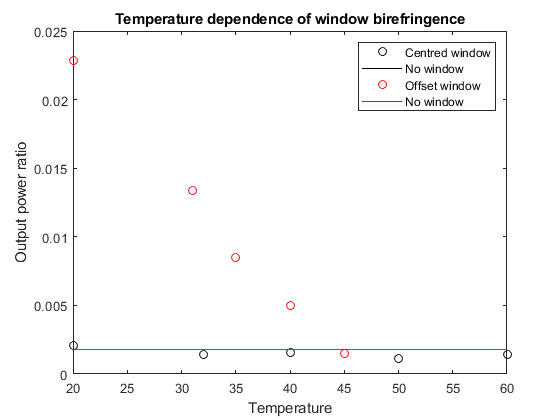 Temperature dependence of window birefringence
0.025
0.02
0.015
0.01
0.005
0
Output power ratio
Centred window
No window
Offset window
No window
20 25 30 35 40 45 50 55 60
Temperature